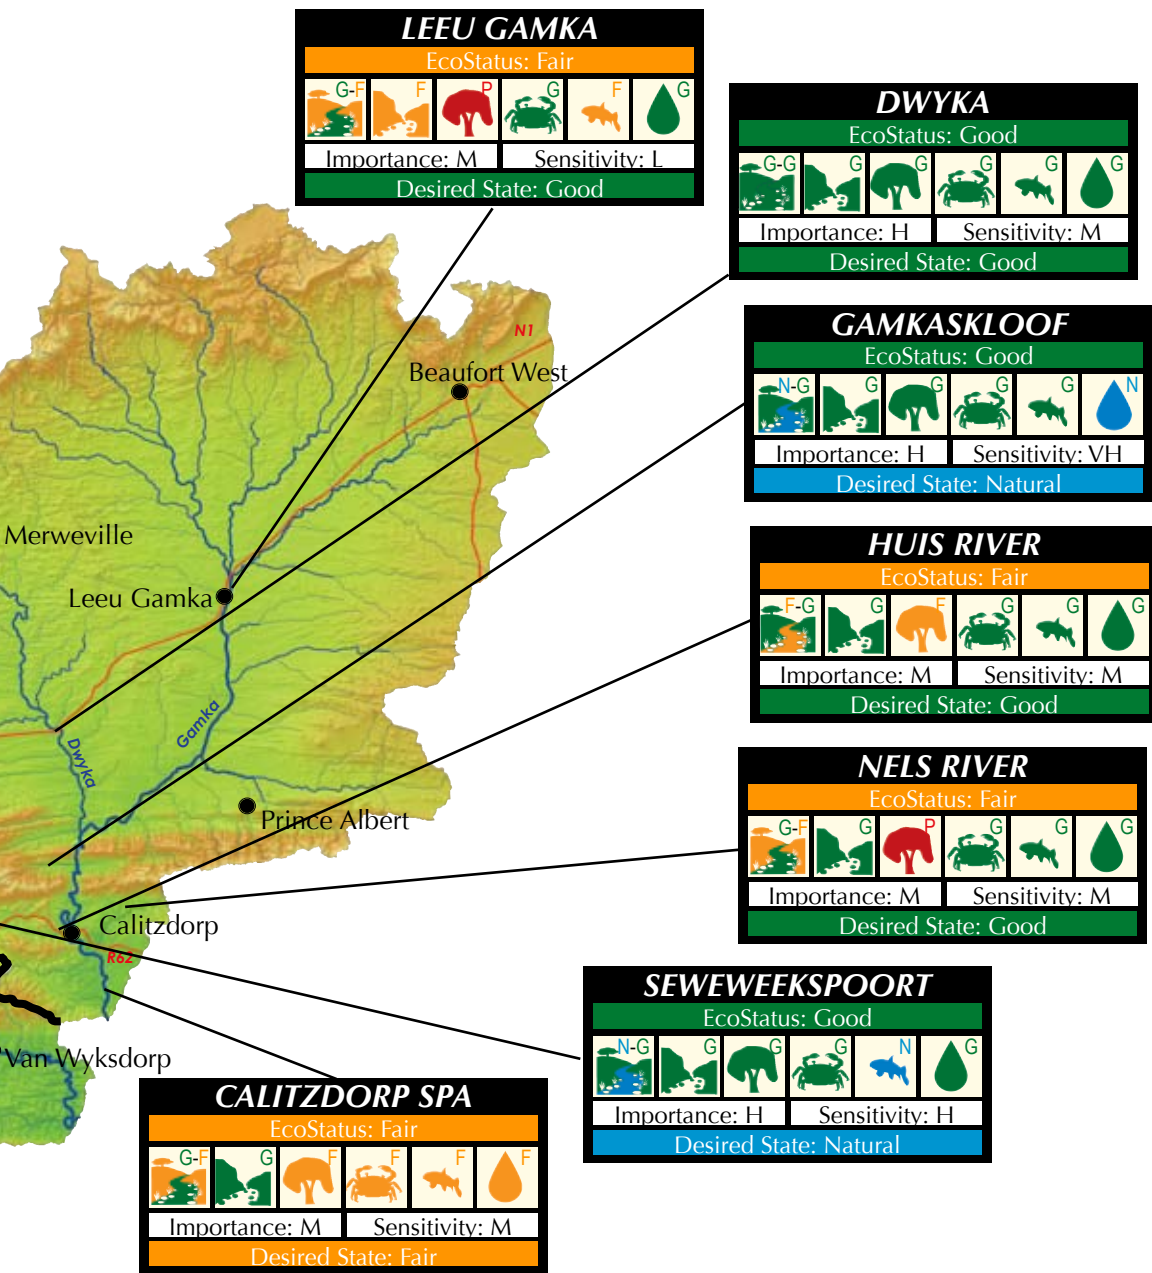 LEEU GAMKA
EcoStatus: Fair
G-F F P G F G
Importance: M Sensitivity: L
Desired State: Good
DWYKA
EcoStatus: Good
G-G G G G G G
Importance: H Sensitivity: M
Desired State: Good
GAMKASKLOOF
EcoStatus: Good
N-G G G G G N
Importance: H Sensitivity: VH
Desired State: Natural
HUIS RIVER
EcoStatus: Fair
F-G G F G G G
Importance: M Sensitivity: M
Desired State: Good
NELS RIVER
EcoStatus: Fair
G-F G P G G G
Importance: M Sensitivity: M
Desired State: Good
SEWEWEEKSPOORT
EcoStatus: Good
N-G G G G N G
Importance: H Sensitivity: H
Desired State: Natural
CALITZDORP SPA
EcoStatus: Fair
G-F G F F F F
Importance: M Sensitivity: M
Desired State: Fair
N1
Beaufort West
Merweville
Leeu Gamka
Gamka
Dwyka
Prince Albert
Calitzdorp
R62
Van Wyksdorp